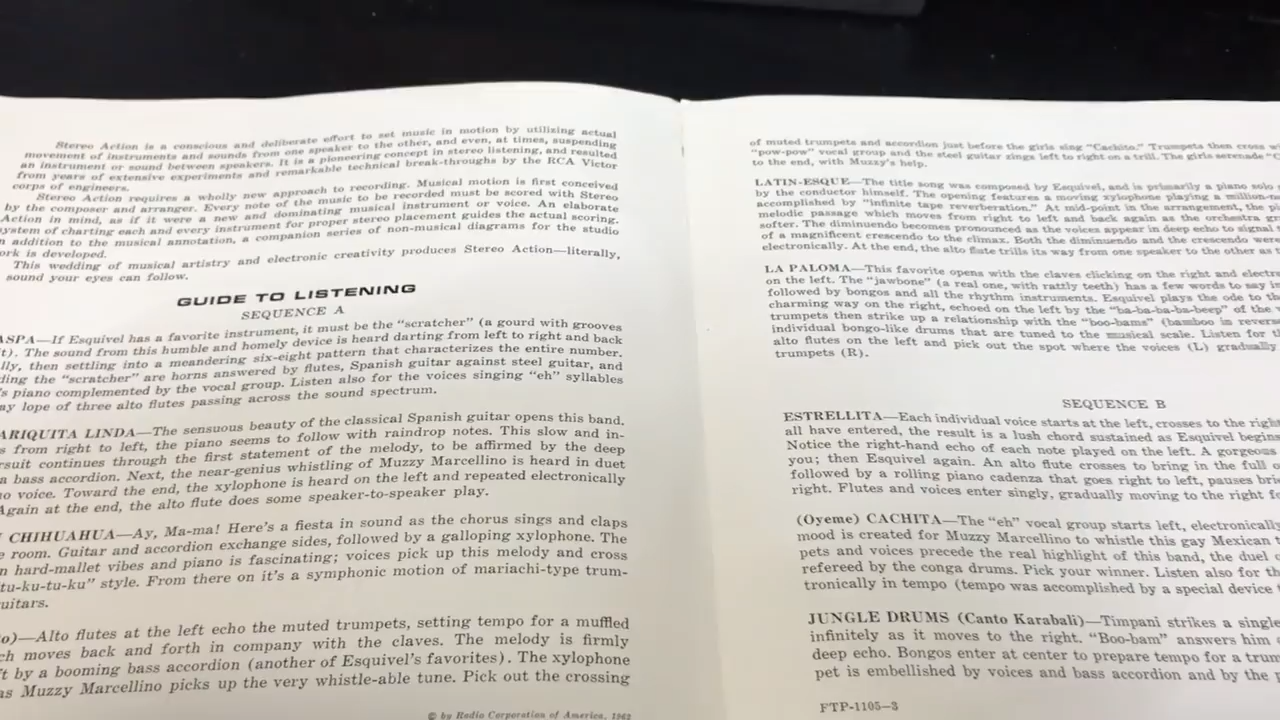 Stereo Action is a conscious and deliberate effort to set music in motion by utilizing actual
movement of instruments and sounds from one speaker to the other, and even, at times, suspending
an instrument or sound between speakers. It is a pioneering concept in stereo listening, and resulted
from years of extensive experiments and remarkable technical break-throughs by the RCA Victor
corps of engineers.
Stereo Action requires a wholly new approach to recording. Musical motion is first conceived
by the composer and arranger. Every note of the music to be recorded must be scored with Stereo
Action in mind, as if it were a new and dominating musical instrument or voice. An elaborate
ystem of charting each and every instrument for proper stereo placement guides the actual scoring.
n addition to the musical annotation, a companion series of non-musical diagrams for the studio
ork is developed.
This wedding of musical artistry and electronic creativity produces Stereo Action—literally,
sound your eyes can follow.
GUIDE TO LISTENING
SEQUENCE A
ASPA—If Esquivel has a favorite instrument, it must be the "scratcher" (a gourd with grooves
t). The sound from this humble and homely device is heard darting from left to right and back
lly, then settling into a meandering six-eight pattern that characterizes the entire number.
ding the "scratcher" are horns answered by flutes, Spanish guitar against steel guitar, and
's piano complemented by the vocal group. Listen also for the voices singing "eh" syllables
ay lope of three alto flutes passing across the sound spectrum.
ARIQUITA LINDA—The sensuous beauty of the classical Spanish guitar opens this band.
s from right to left, the piano seems to follow with raindrop notes. This slow and in-
rsuit continues through the first statement of the melody, to be affirmed by the deep
a bass accordion. Next, the near-genius whistling of Muzzy Marcellino is heard in duet
no voice. Toward the end, the xylophone is heard on the left and repeated electronically
Again at the end, the alto flute does some speaker-to-speaker play.
CHIHUAHUA—Ay, Ma-ma! Here's a fiesta in sound as the chorus sings and claps
e room. Guitar and accordion exchange sides, followed by a galloping xylophone. The
n hard-mallet vibes and piano is fascinating; voices pick up this melody and cross
"tu-ku-tu-ku" style. From there on it's a symphonic motion of mariachi-type trum-
uitars.
o)—Alto flutes at the left echo the muted trumpets, setting tempo for a muffled
ch moves back and forth in company with the claves. The melody is firmly
ft by a booming bass accordion (another of Esquivel's favorites). The xylophone
as Muzzy Marcellino picks up the very whistle-able tune. Pick out the crossing
© by Radio Corporation of America, 1962
of muted trumpets and accordion just before the girls sing "Cachito." Trumpets then cross w
"pow-pow" vocal group and the steel guitar zings left to right on a trill. The girls serenade "C
to the end, with Muzzy's help.
LATIN-ESQUE—The title song was composed by Esquivel, and is primarily a piano solo
by the conductor himself. The opening features a moving xylophone playing a million-
accomplished by "infinite tape reverberation." At mid-point in the arrangement, the pi
melodic passage which moves from right to left and back again as the orchestra gr
softer. The diminuendo becomes pronounced as the voices appear in deep echo to signal
of a magnificent crescendo to the climax. Both the diminuendo and the crescendo were
electronically. At the end, the alto flute trills its way from one speaker to the other as
LA PALOMA—This favorite opens with the claves clicking on the right and electr
on the left. The "jawbone" (a real one, with rattly teeth) has a few words to say i
followed by bongos and all the rhythm instruments. Esquivel plays the ode to th
charming way on the right, echoed on the left by the "ba-ba-ba-ba-beep" of the
trumpets then strike up a relationship with the "boo-bams" (bamboo in revers
individual bongo-like drums that are tuned to the musical scale. Listen for
alto flutes on the left and pick out the spot where the voices (L) gradually
trumpets (R).
SEQUENCE B
ESTRELLITA—Each individual voice starts at the left, crosses to the right
all have entered, the result is a lush chord sustained as Esquivel begins
Notice the right-hand echo of each note played on the left. A gorgeous
you; then Esquivel again. An alto flute crosses to bring in the full o
followed by a rolling piano cadenza that goes right to left, pauses bri
right. Flutes and voices enter singly, gradually moving to the right f
(Oyeme) CACHITA—The "eh" vocal group starts left, electronically
mood is created for Muzzy Marcellino to whistle this gay Mexican t
pets and voices precede the real highlight of this band, the duel o
refereed by the conga drums. Pick your winner. Listen also for th
tronically in tempo (tempo was accomplished by a special device
JUNGLE DRUMS (Canto Karabali)—Timpani strikes a single
infinitely as it moves to the right. "Boo-bam" answers him
deep echo. Bongos enter at center to prepare tempo for a trum
pet is embellished by voices and bass accordion and by the p
FTP-1105-3